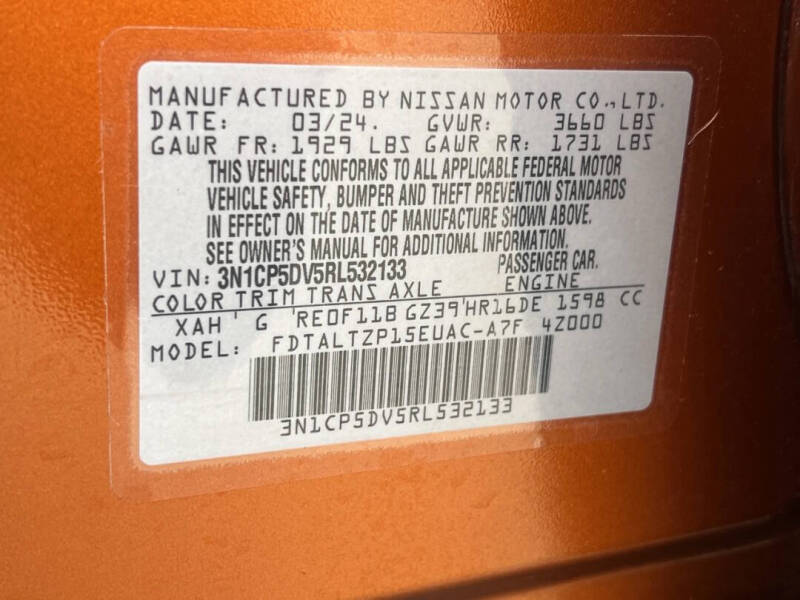 MANUFACTURED BY NISSAN MOTOR CO., LTD.
DATE: 03/24. GVWR: 3660 LBS
GAWR FR: 1929 LBS GAWR RR: 1731 LBS
THIS VEHICLE CONFORMS TO ALL APPLICABLE FEDERAL MOTOR
VEHICLE SAFETY, BUMPER AND THEFT PREVENTION STANDARDS
IN EFFECT ON THE DATE OF MANUFACTURE SHOWN ABOVE.
SEE OWNER'S MANUAL FOR ADDITIONAL INFORMATION.
VIN: 3N1CP5DV5RL532133 PASSENGER CAR.
COLOR TRIM TRANS AXLE ENGINE
XAH ' G 'RE0F11B GZ39'HR16DE 1598 CC
MODEL: FDTALTZP15EUAC-A7F 4Z000
3N1CP5DV5RL532133